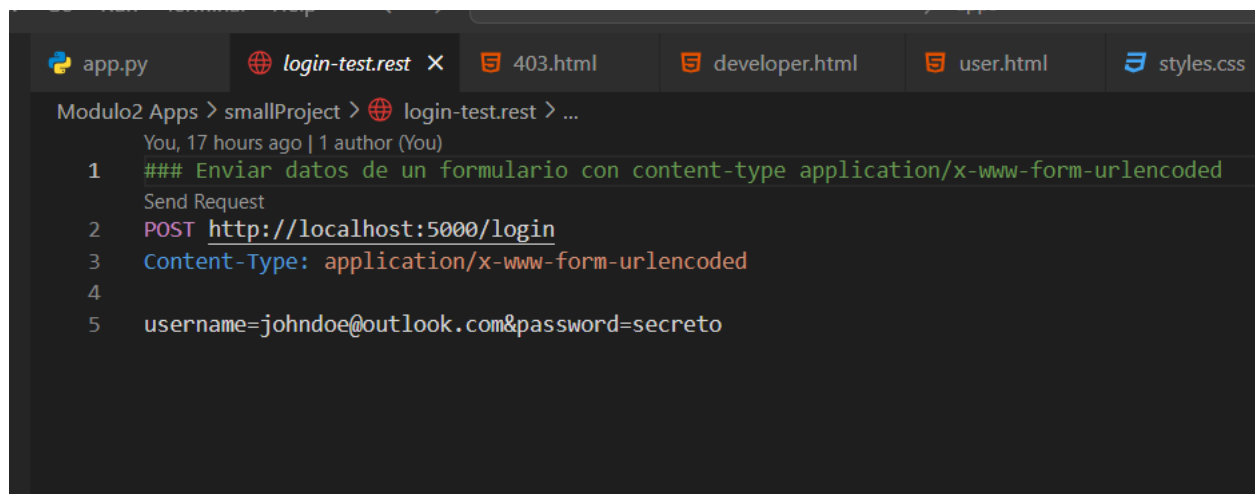 app.py login-test.rest 403.html developer.html user.html styles.css
Modulo2 Apps > smallProject > login-test.rest > ...
You, 17 hours ago | 1 author (You)
1 ### Enviar datos de un formulario con content-type application/x-www-form-urlencoded
Send Request
2 POST http://localhost:5000/login
3 Content-Type: application/x-www-form-urlencoded
4
5 username=johndoe@outlook.com&password=secreto